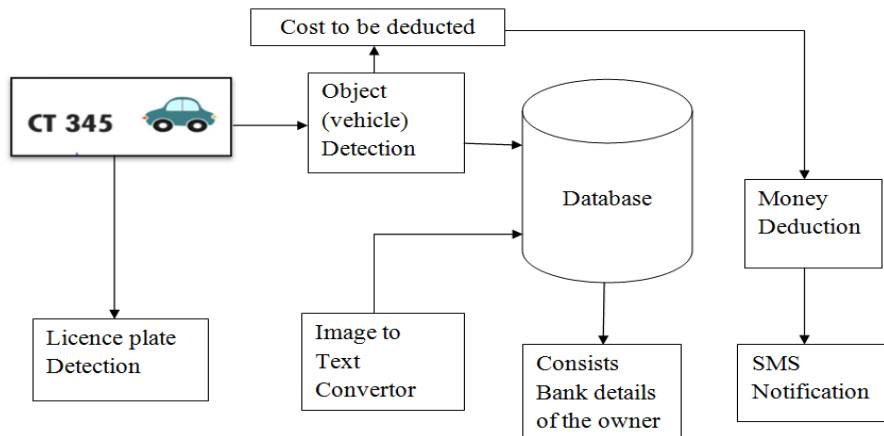 Cost to be deducted
CT 345
Object
(vehicle)
Detection
Database
Money
Deduction
Licence plate
Detection
Image to
Text
Convertor
Consists
Bank details
of the owner
SMS
Notification